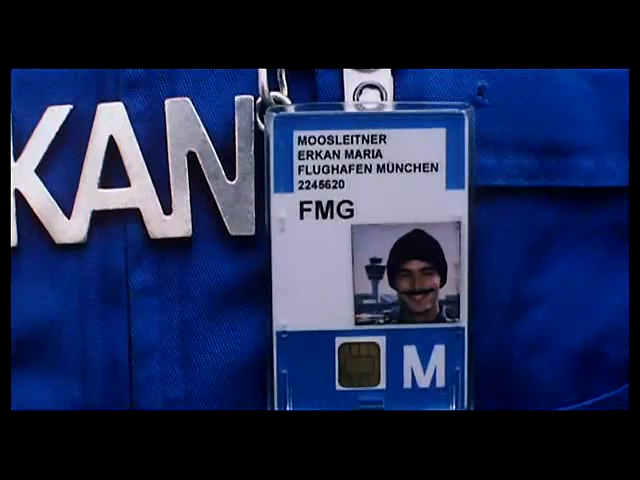 KAN
MOOSLEITNER
ERKAN MARIA
FLUGHAFEN MÜNCHEN
2245620
FMG
M